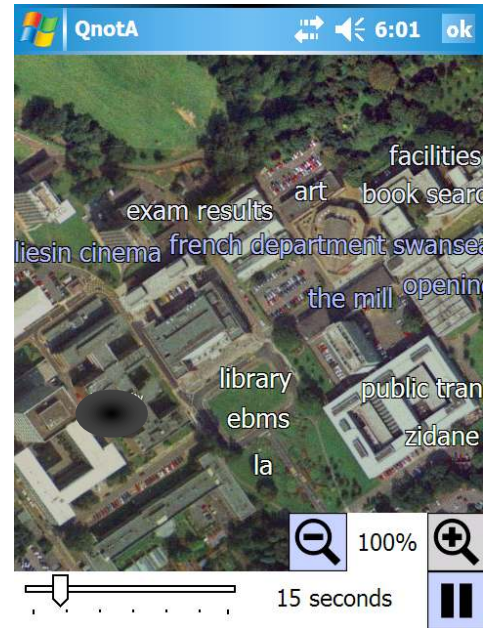 QnotA 6:01 ok
facilities
art book searc
exam results
liesin cinema french department swansea
the mill opening
library public tran
ebms zidane
la
100%
15 seconds